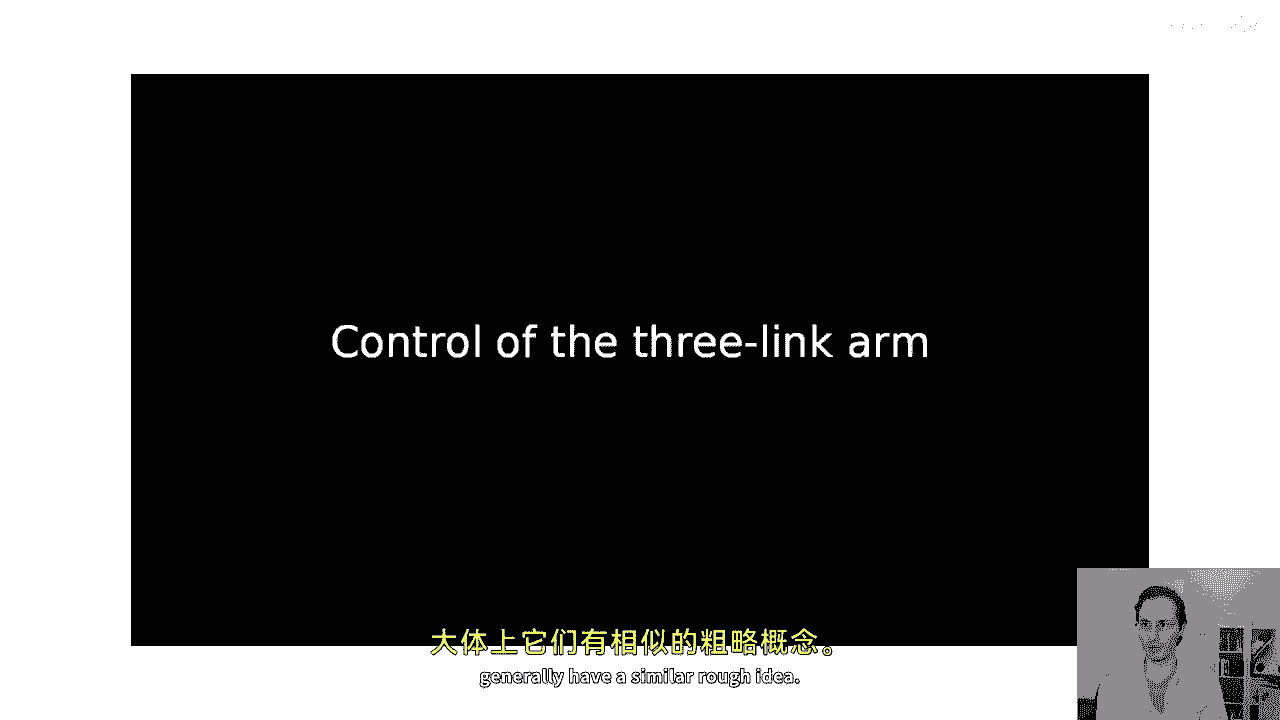 Control of the three-link arm
大体上它们有相似的粗略概念。
generally have a similar rough idea.